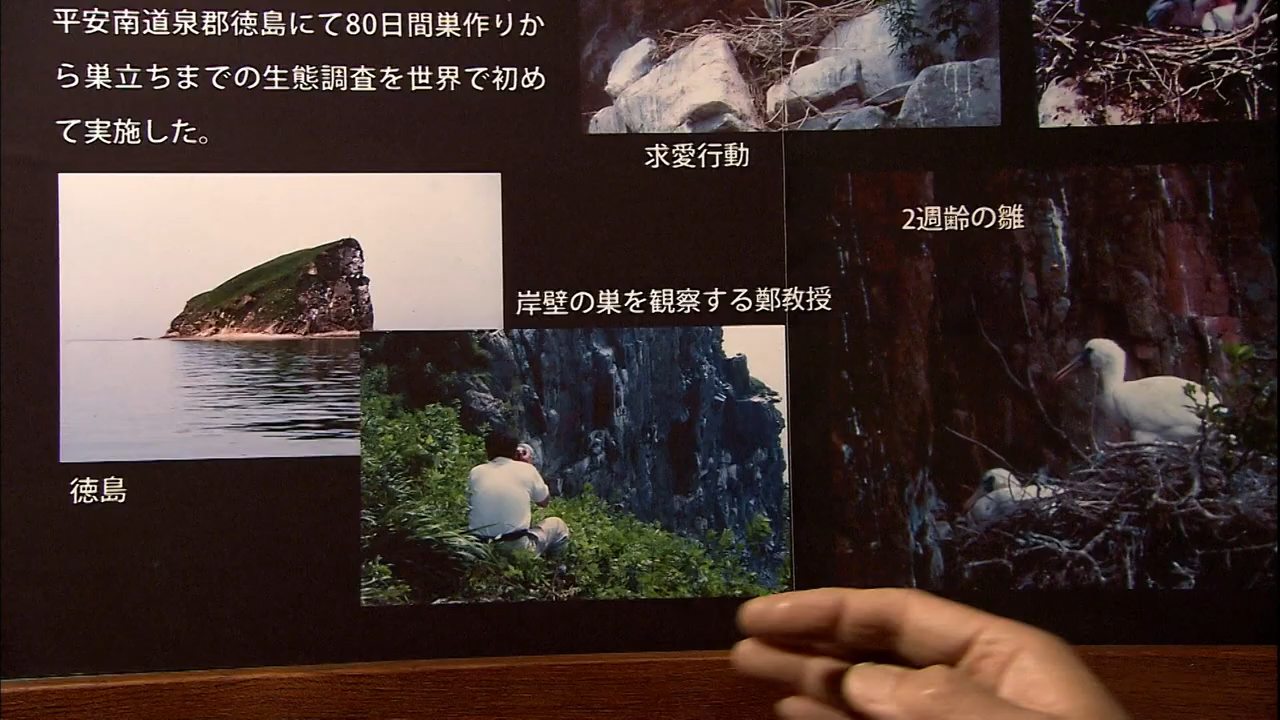 平安南道泉郡徳島にて80日間巣作りか
ら巣立ちまでの生態調査を世界で初め
て実施した。
求愛行動
2週齢の雛
岸壁の巣を観察する鄭教授
徳島